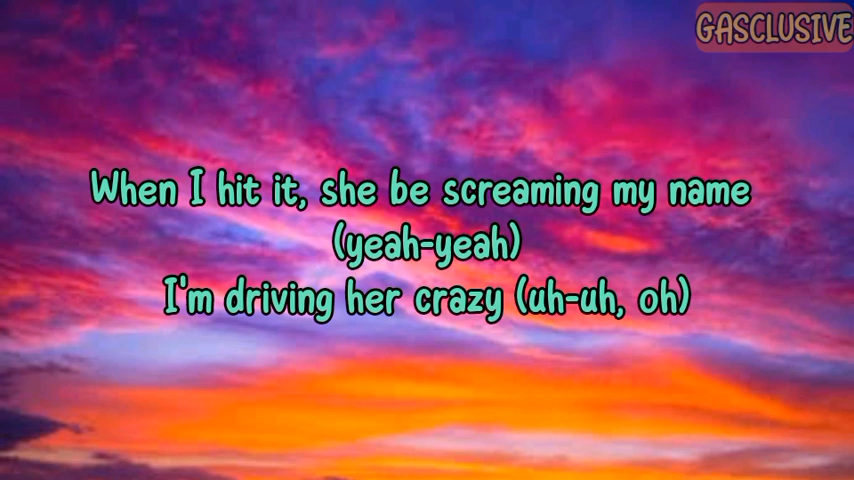 GASCLUSIVE
When I hit it, she be screaming my name
(yeah-yeah)
I'm driving her crazy (uh-uh, oh)